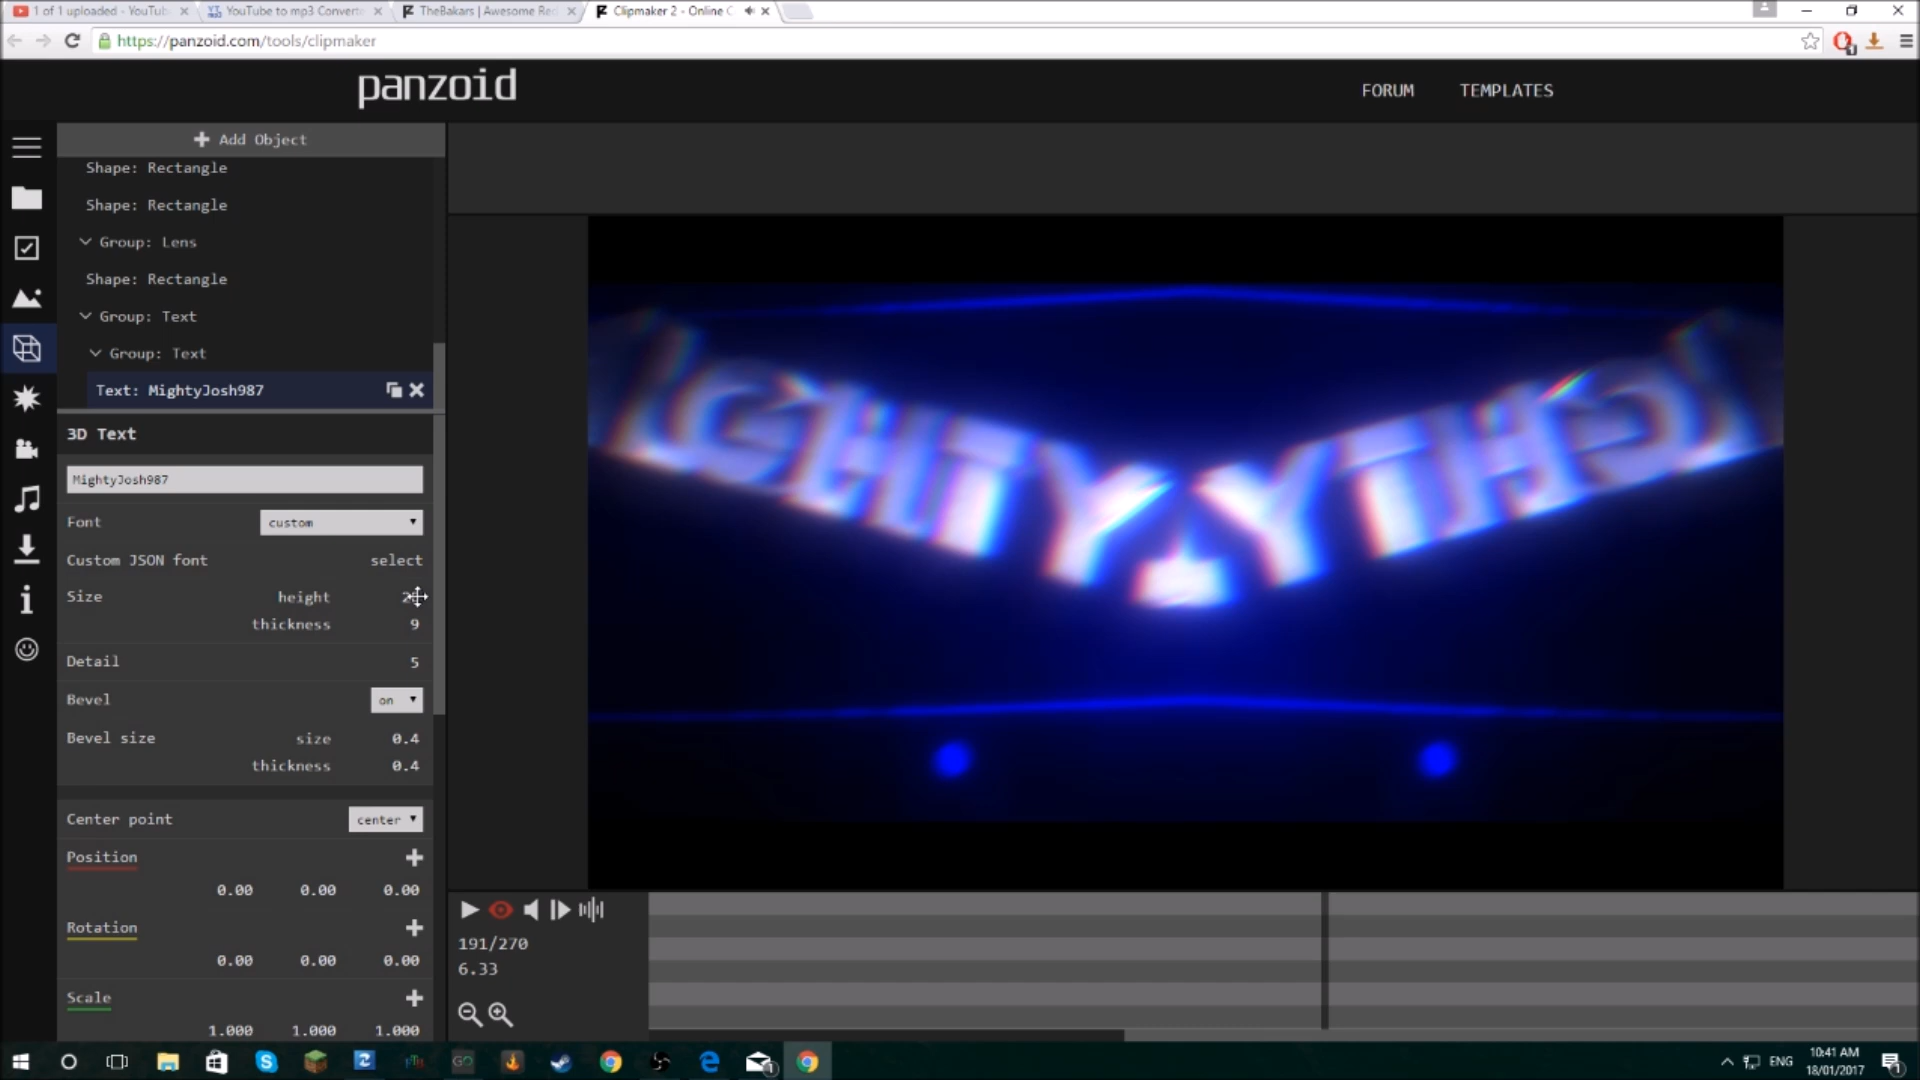 1 of 1 uploaded - YouTub
YouTube to mp3 Converte
TheBakars | Awesome Red
Clipmaker 2 - Online C
https://panzoid.com/tools/clipmaker
panzoid
FORUM
TEMPLATES
Add Object
Shape: Rectangle
Shape: Rectangle
Group: Lens
Shape: Rectangle
Group: Text
Group: Text
Text: MightyJosh987
3D Text
MightyJosh987
Font custom
Custom JSON font select
Size height
thickness 9
Detail 5
Bevel on
Bevel size size 0.4
thickness 0.4
Center point center
Position
0.00 0.00 0.00
Rotation
0.00 0.00 0.00
Scale
1.000 1.000 1.000
191/270
6.33
ENG
10:41 AM
18/01/2017